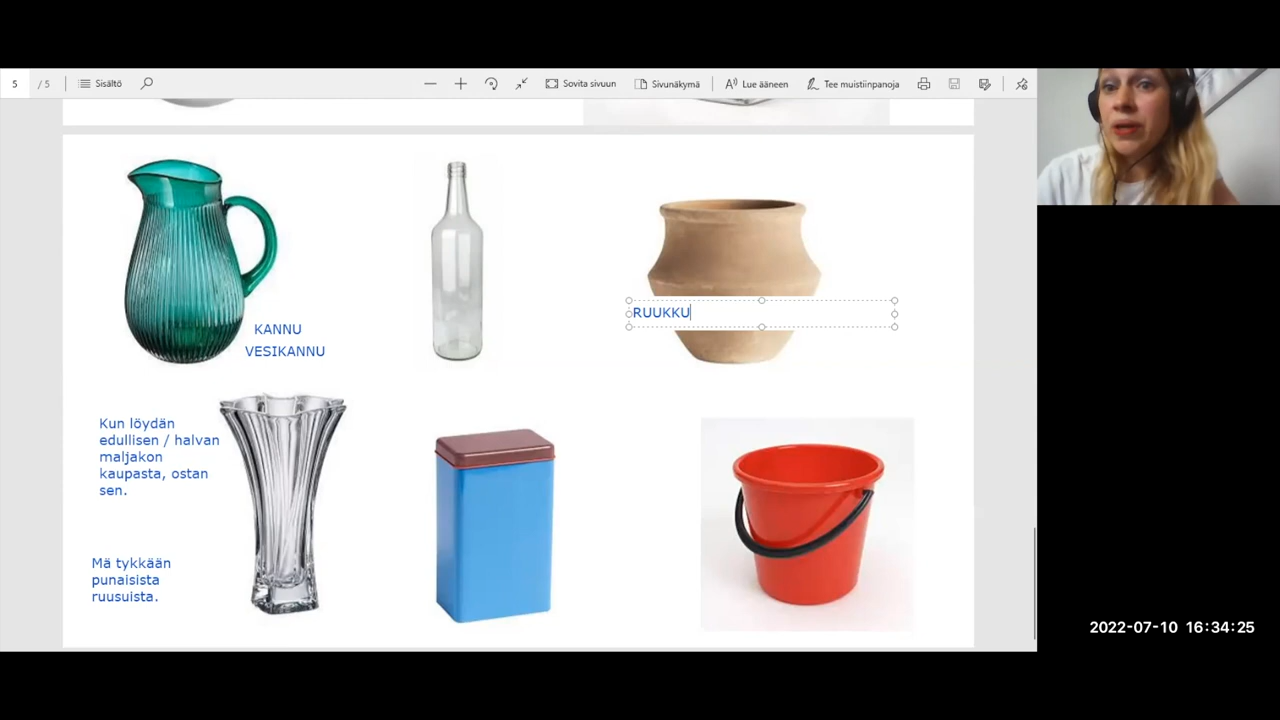 5 / 5 Sisältö Sovita sivuun Sivunäkymä Lue ääneen Tee muistiinpanoja
RUUKKU
KANNU
VESIKANNU
Kun löydän
edullisen / halvan
maljakon
kaupasta, ostan
sen.
Mä tykkään
punaisista
ruusuista.
2022-07-10 16:34:25